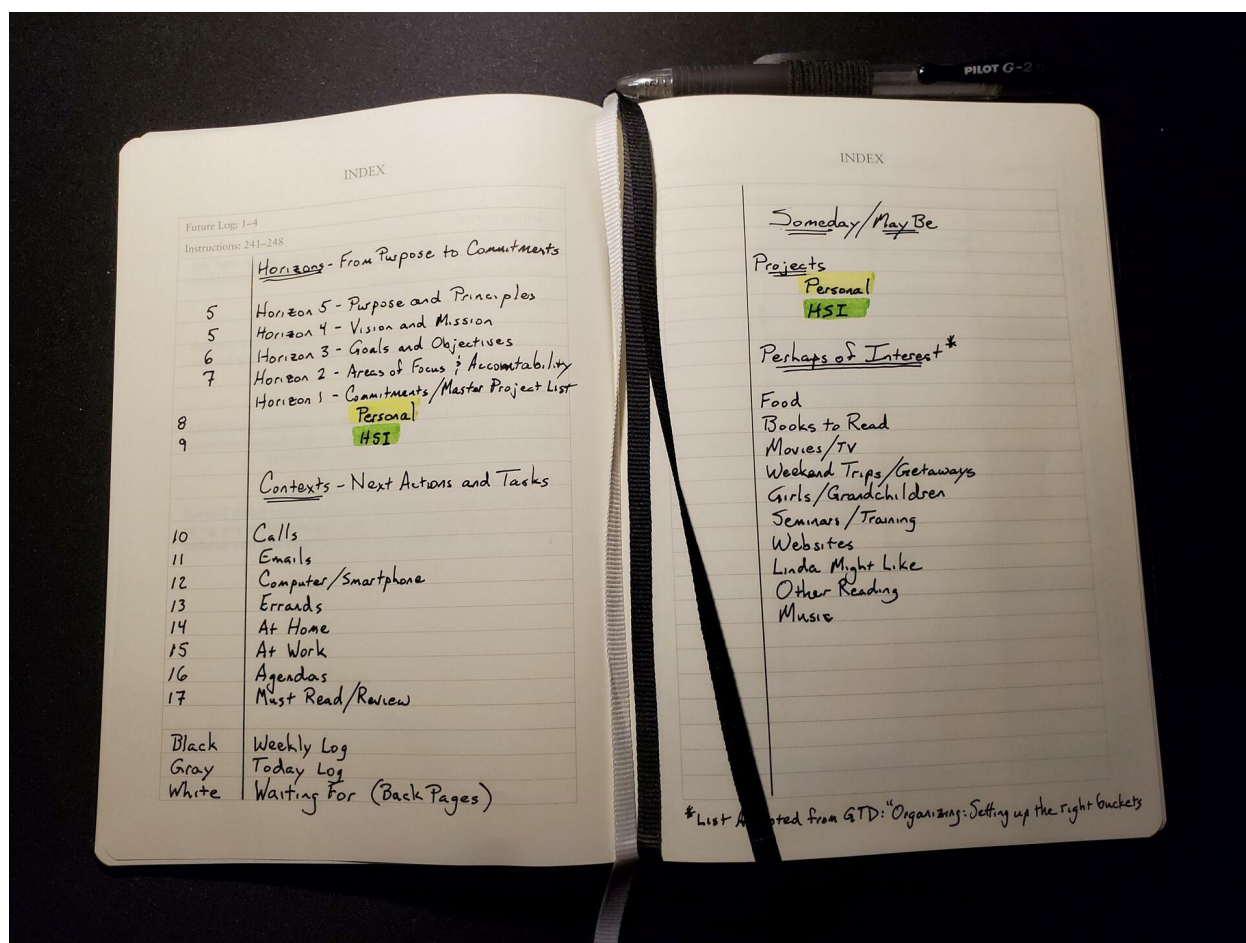 PILOT G-2
INDEX
Future Log: 1–4
Instructions: 241–248
Horizons - From Purpose to Commitments
5 Horizon 5 - Purpose and Principles
5 Horizon 4 - Vision and Mission
6 Horizon 3 - Goals and Objectives
7 Horizon 2 - Areas of Focus & Accountability
Horizon 1 - Commitments/Master Project List
8 Personal
9 HSI
Contexts - Next Actions and Tasks
10 Calls
11 Emails
12 Computer/Smartphone
13 Errands
14 At Home
15 At Work
16 Agendas
17 Must Read/Review
Black Weekly Log
Gray Today Log
White Waiting For (Back Pages)
INDEX
Someday/May Be
Projects
Personal
HSI
Perhaps of Interest*
Food
Books to Read
Movies/TV
Weekend Trips/Getaways
Girls/Grandchildren
Seminars/Training
Websites
Linda Might Like
Other Reading
Music
*List from GTD: "Organizing: Setting up the right buckets